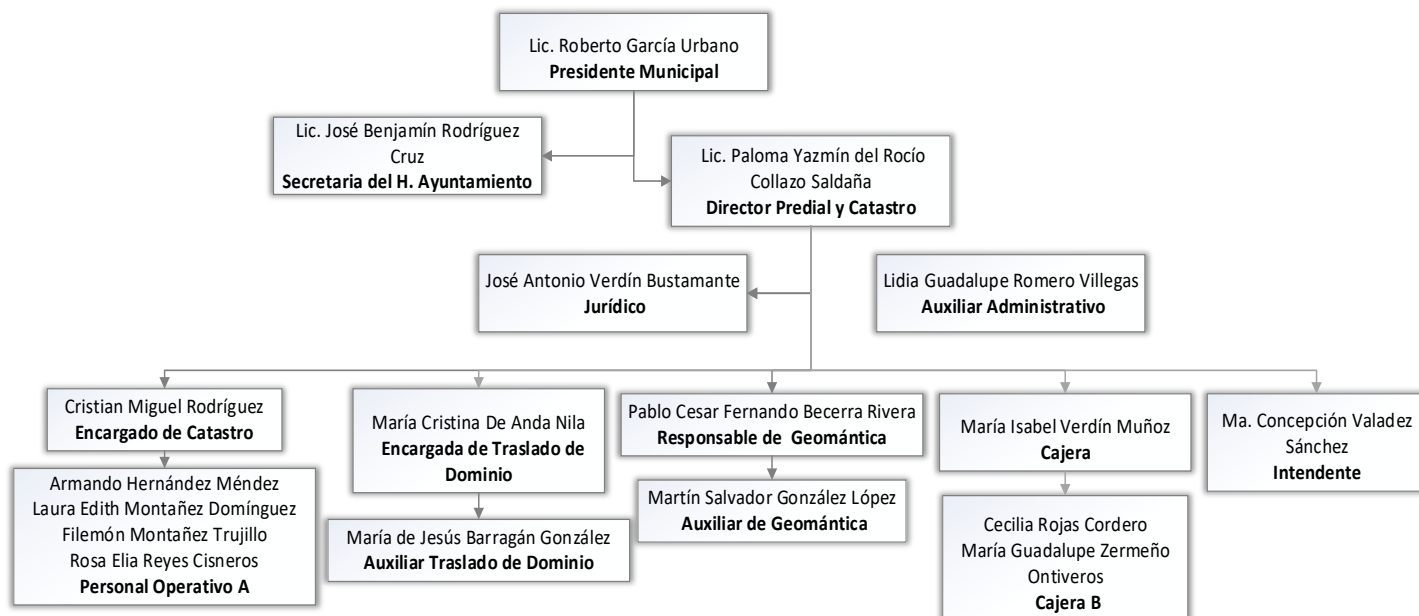 Lic. Roberto García Urbano
Presidente Municipal
Lic. José Benjamín Rodríguez
Cruz
Secretaria del H. Ayuntamiento
Lic. Paloma Yazmín del Rocío
Collazo Saldaña
Director Predial y Catastro
José Antonio Verdín Bustamante
Jurídico
Lidia Guadalupe Romero Villegas
Auxiliar Administrativo
Cristian Miguel Rodríguez
Encargado de Catastro
Armando Hernández Méndez
Laura Edith Montañez Domínguez
Filemón Montañez Trujillo
Rosa Elia Reyes Cisneros
Personal Operativo A
María Cristina De Anda Nila
Encargada de Traslado de
Dominio
María de Jesús Barragán González
Auxiliar Traslado de Dominio
Pablo Cesar Fernando Becerra Rivera
Responsable de Geomántica
Martín Salvador González López
Auxiliar de Geomántica
María Isabel Verdín Muñoz
Cajera
Cecilia Rojas Cordero
María Guadalupe Zermeño
Ontiveros
Cajera B
Ma. Concepción Valadez
Sánchez
Intendente